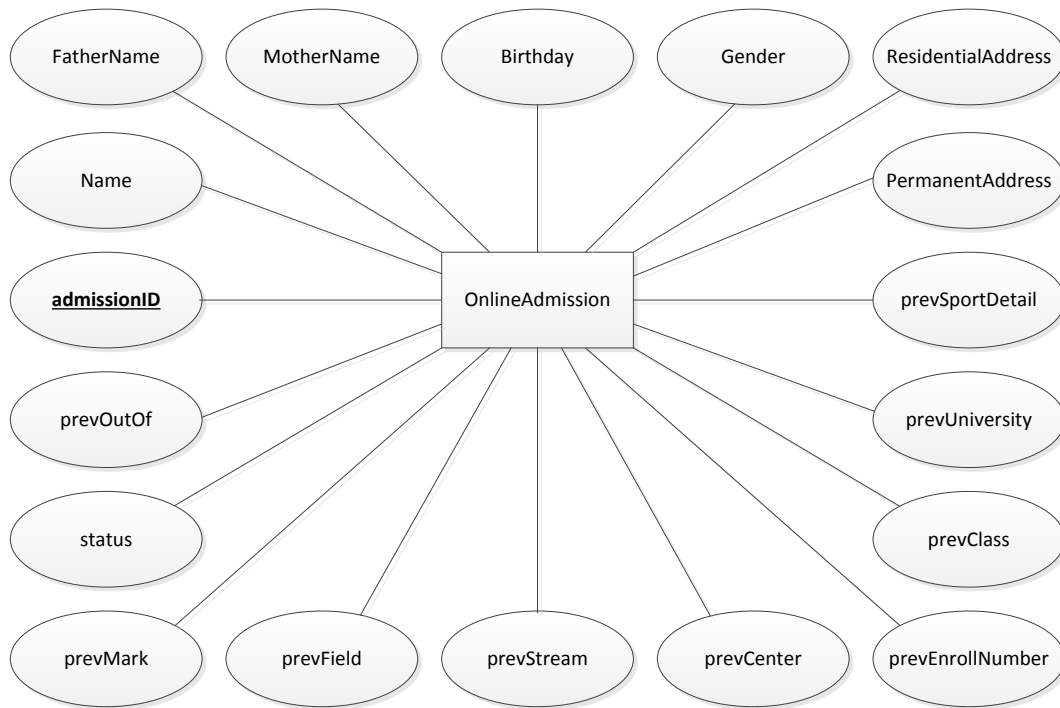 FatherName
MotherName
Birthday
Gender
ResidentialAddress
Name
PermanentAddress
admissionID
OnlineAdmission
prevSportDetail
prevOutOf
prevUniversity
status
prevClass
prevMark
prevField
prevStream
prevCenter
prevEnrollNumber